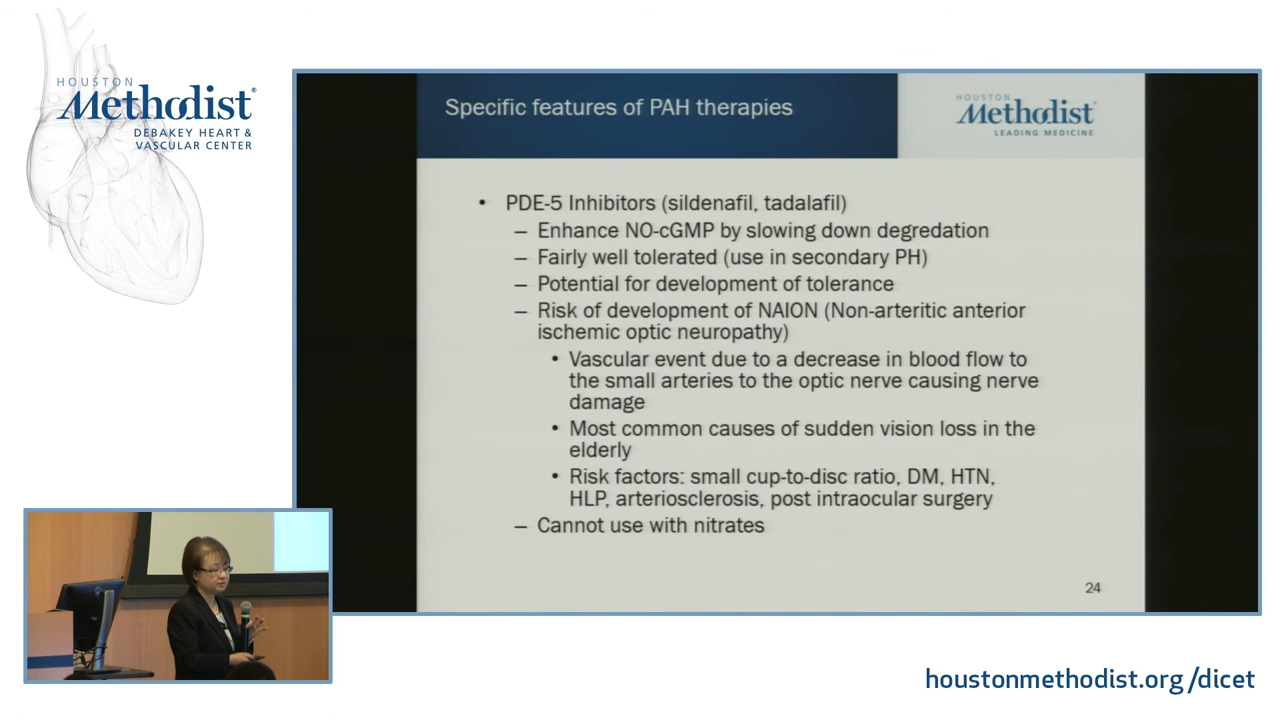 HOUSTON
Methodist®
DEBAKEY HEART &
VASCULAR CENTER
Specific features of PAH therapies
HOUSTON
Methodist®
LEADING MEDICINE
• PDE-5 Inhibitors (sildenafil, tadalafil)
– Enhance NO-cGMP by slowing down degredation
– Fairly well tolerated (use in secondary PH)
– Potential for development of tolerance
– Risk of development of NAION (Non-arteritic anterior
ischemic optic neuropathy)
• Vascular event due to a decrease in blood flow to
the small arteries to the optic nerve causing nerve
damage
• Most common causes of sudden vision loss in the
elderly
• Risk factors: small cup-to-disc ratio, DM, HTN,
HLP, arteriosclerosis, post intraocular surgery
– Cannot use with nitrates
24
houstonmethodist.org/dicet